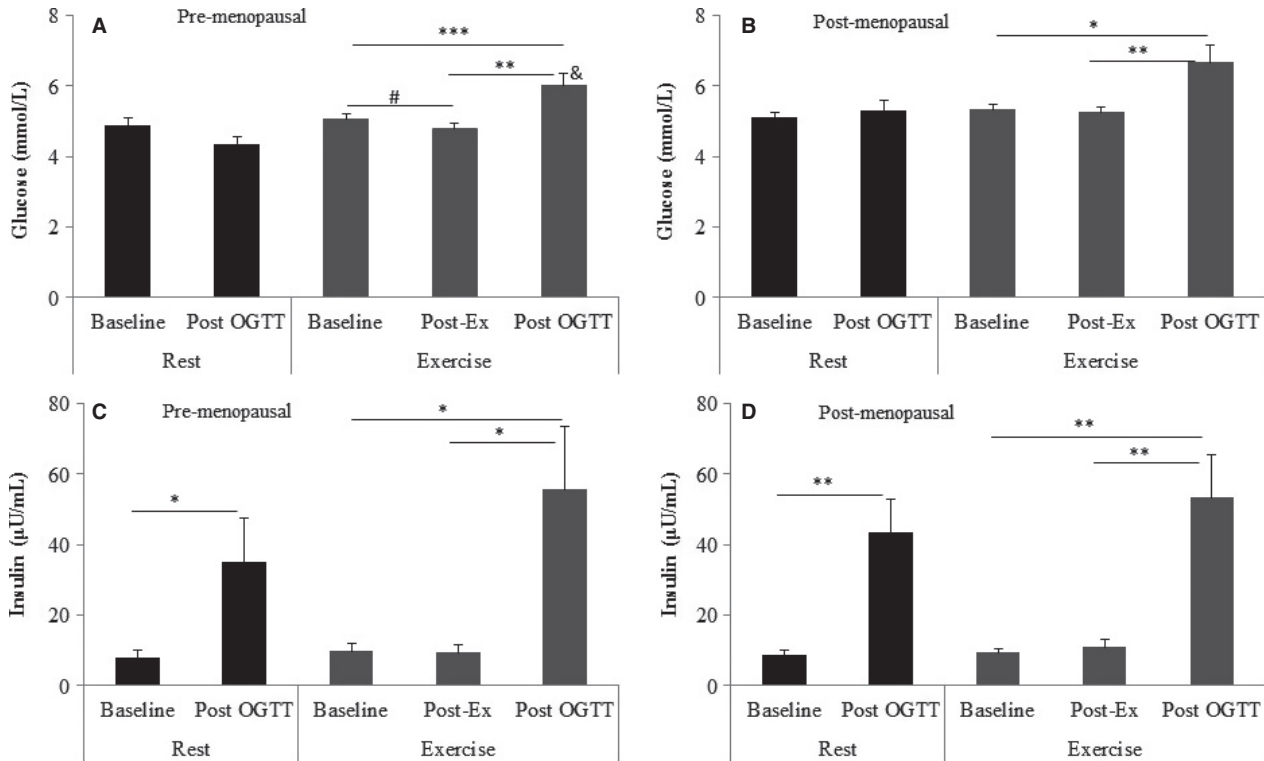 A Pre-menopausal
Glucose (mmol/L)
8
6
4
2
0
***
**
&
#
Baseline Post OGTT Baseline Post-Ex Post OGTT
Rest Exercise
B Post-menopausal
Glucose (mmol/L)
8
6
4
2
0
*
**
Baseline Post OGTT Baseline Post-Ex Post OGTT
Rest Exercise
C Pre-menopausal
Insulin (µU/mL)
80
60
40
20
0
*
*
*
Baseline Post OGTT Baseline Post-Ex Post OGTT
Rest Exercise
D Post-menopausal
Insulin (µU/mL)
80
60
40
20
0
**
**
**
Baseline Post OGTT Baseline Post-Ex Post OGTT
Rest Exercise